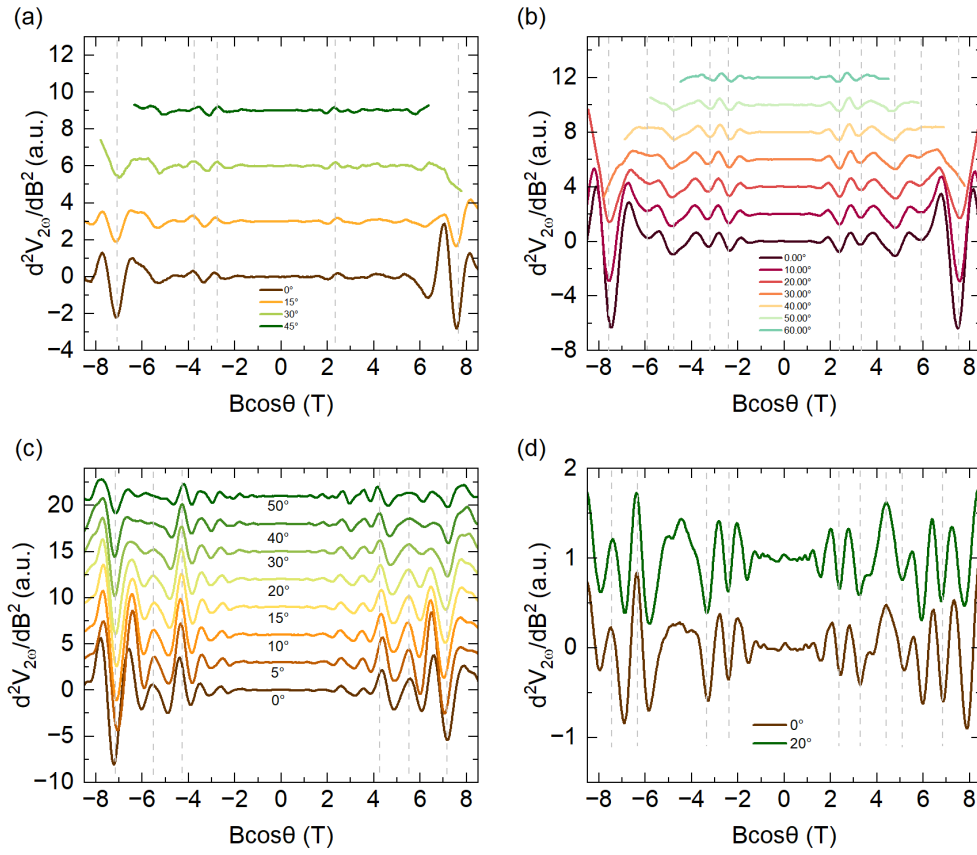 (a)
d²V₂ω/dB² (a.u.)
12
9
6
3
0
−2
−4
0°
15°
30°
45°
−8 −6 −4 −2 0 2 4 6 8
Bcosθ (T)
(b)
d²V₂ω/dB² (a.u.)
12
8
4
0
−4
−8
0.00°
10.00°
20.00°
30.00°
40.00°
50.00°
60.00°
−8 −6 −4 −2 0 2 4 6 8
Bcosθ (T)
(c)
d²V₂ω/dB² (a.u.)
20
15
10
5
0
−5
−10
50°
40°
30°
20°
15°
10°
5°
0°
−8 −6 −4 −2 0 2 4 6 8
Bcosθ (T)
(d)
d²V₂ω/dB² (a.u.)
2
1
0
−1
0°
20°
−8 −6 −4 −2 0 2 4 6 8
Bcosθ (T)